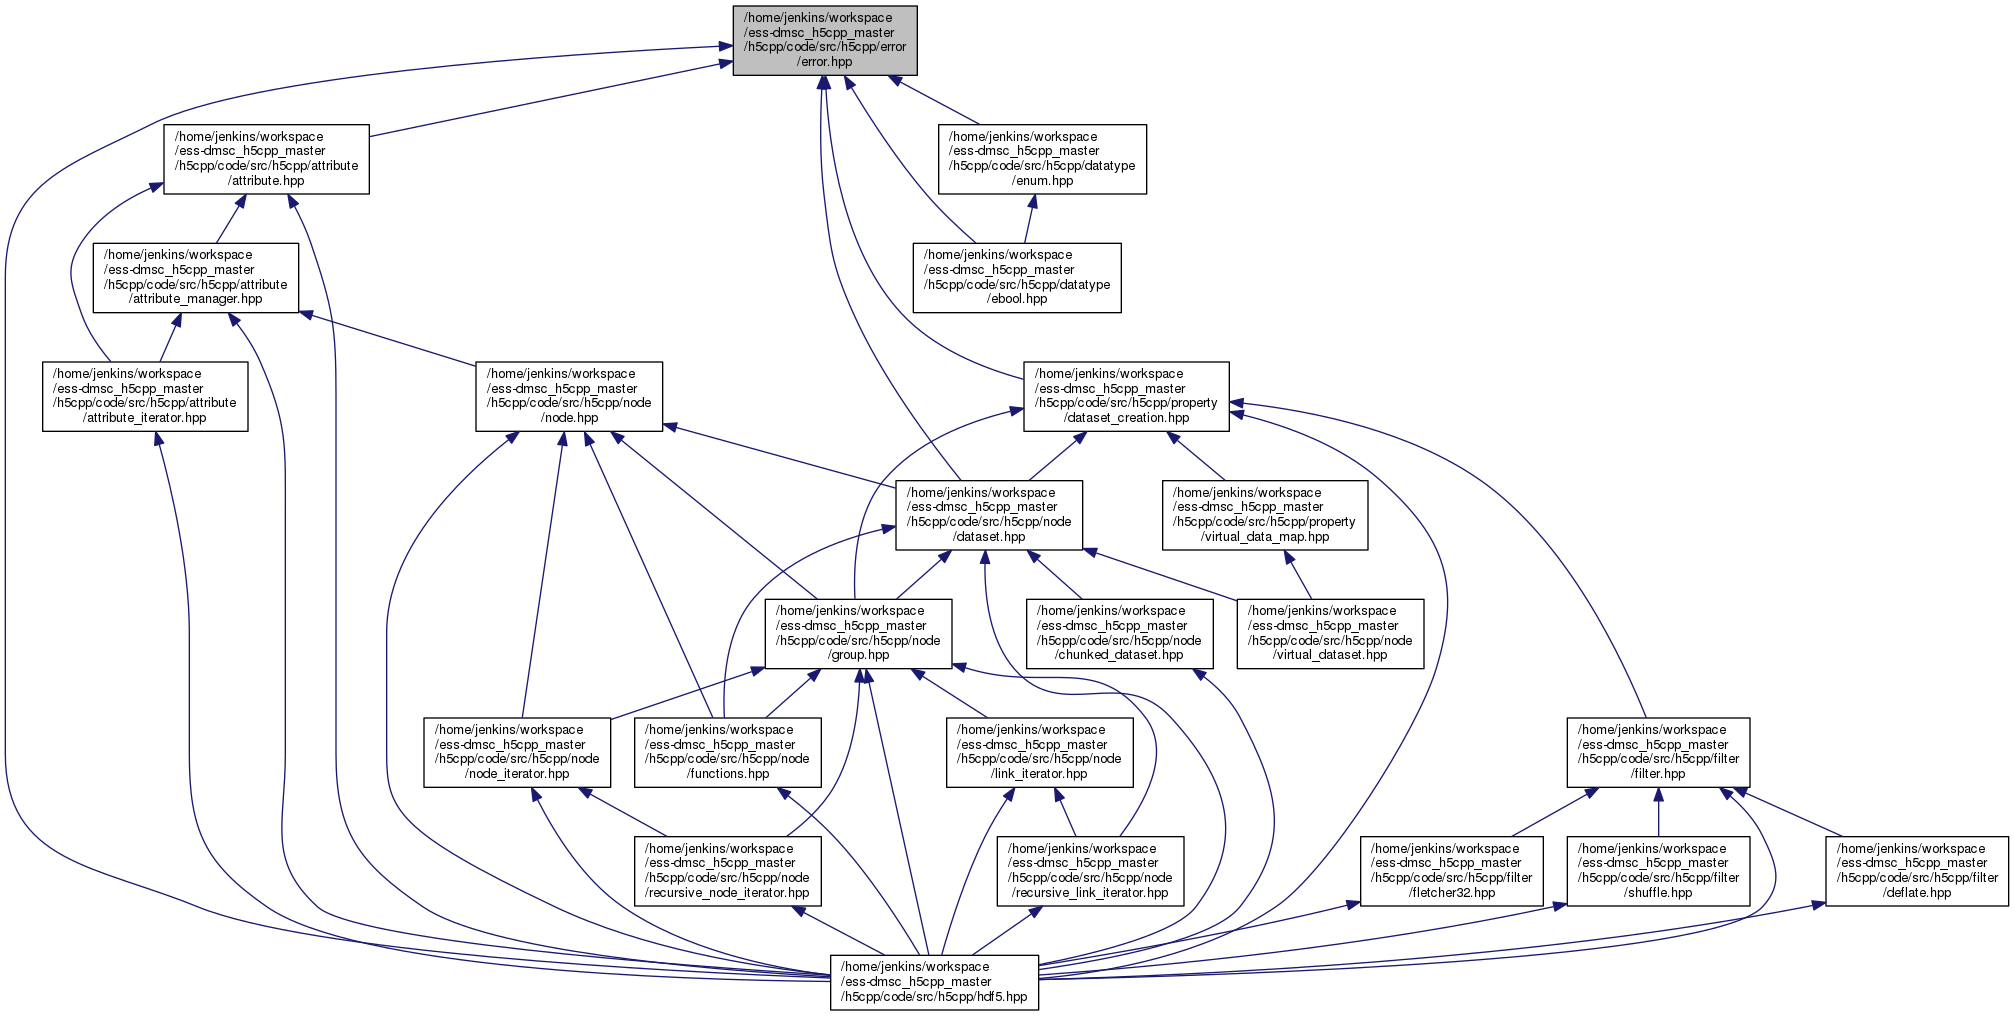 /home/jenkins/workspace
/ess-dmsc_h5cpp_master
/h5cpp/code/src/h5cpp/error
/error.hpp
/home/jenkins/workspace
/ess-dmsc_h5cpp_master
/h5cpp/code/src/h5cpp/attribute
/attribute.hpp
/home/jenkins/workspace
/ess-dmsc_h5cpp_master
/h5cpp/code/src/h5cpp/datatype
/enum.hpp
/home/jenkins/workspace
/ess-dmsc_h5cpp_master
/h5cpp/code/src/h5cpp/attribute
/attribute_manager.hpp
/home/jenkins/workspace
/ess-dmsc_h5cpp_master
/h5cpp/code/src/h5cpp/datatype
/ebool.hpp
/home/jenkins/workspace
/ess-dmsc_h5cpp_master
/h5cpp/code/src/h5cpp/attribute
/attribute_iterator.hpp
/home/jenkins/workspace
/ess-dmsc_h5cpp_master
/h5cpp/code/src/h5cpp/node
/node.hpp
/home/jenkins/workspace
/ess-dmsc_h5cpp_master
/h5cpp/code/src/h5cpp/property
/dataset_creation.hpp
/home/jenkins/workspace
/ess-dmsc_h5cpp_master
/h5cpp/code/src/h5cpp/node
/dataset.hpp
/home/jenkins/workspace
/ess-dmsc_h5cpp_master
/h5cpp/code/src/h5cpp/property
/virtual_data_map.hpp
/home/jenkins/workspace
/ess-dmsc_h5cpp_master
/h5cpp/code/src/h5cpp/node
/group.hpp
/home/jenkins/workspace
/ess-dmsc_h5cpp_master
/h5cpp/code/src/h5cpp/node
/chunked_dataset.hpp
/home/jenkins/workspace
/ess-dmsc_h5cpp_master
/h5cpp/code/src/h5cpp/node
/virtual_dataset.hpp
/home/jenkins/workspace
/ess-dmsc_h5cpp_master
/h5cpp/code/src/h5cpp/node
/node_iterator.hpp
/home/jenkins/workspace
/ess-dmsc_h5cpp_master
/h5cpp/code/src/h5cpp/node
/functions.hpp
/home/jenkins/workspace
/ess-dmsc_h5cpp_master
/h5cpp/code/src/h5cpp/node
/link_iterator.hpp
/home/jenkins/workspace
/ess-dmsc_h5cpp_master
/h5cpp/code/src/h5cpp/filter
/filter.hpp
/home/jenkins/workspace
/ess-dmsc_h5cpp_master
/h5cpp/code/src/h5cpp/node
/recursive_node_iterator.hpp
/home/jenkins/workspace
/ess-dmsc_h5cpp_master
/h5cpp/code/src/h5cpp/node
/recursive_link_iterator.hpp
/home/jenkins/workspace
/ess-dmsc_h5cpp_master
/h5cpp/code/src/h5cpp/filter
/fletcher32.hpp
/home/jenkins/workspace
/ess-dmsc_h5cpp_master
/h5cpp/code/src/h5cpp/filter
/shuffle.hpp
/home/jenkins/workspace
/ess-dmsc_h5cpp_master
/h5cpp/code/src/h5cpp/filter
/deflate.hpp
/home/jenkins/workspace
/ess-dmsc_h5cpp_master
/h5cpp/code/src/h5cpp/hdf5.hpp